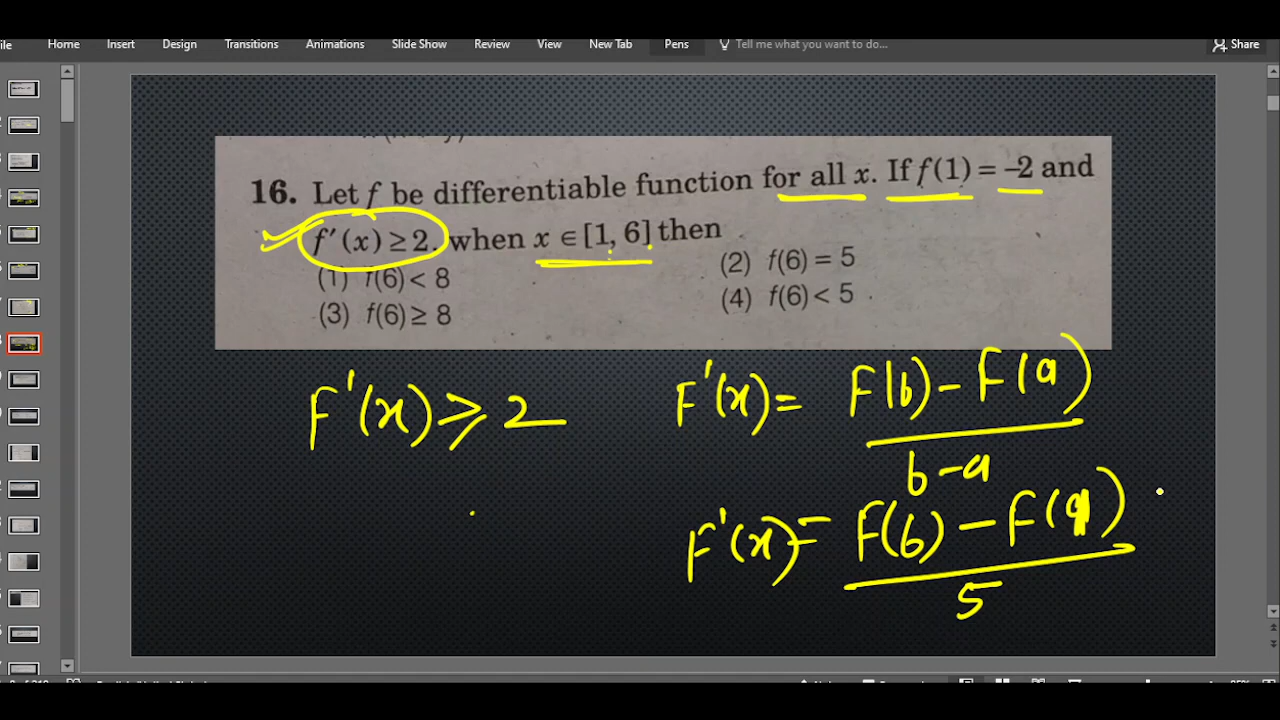 File Home Insert Design Transitions Animations Slide Show Review View New Tab Pens Tell me what you want to do... Share
16. Let f be differentiable function for all x. If f(1) = –2 and
f′(x) ≥ 2. when x ∈ [1, 6] then
(1) f(6) < 8 (2) f(6) = 5
(3) f(6) ≥ 8 (4) f(6) < 5
F'(x) ≥ 2 F'(x) = F(b) – F(a)
b – a
F'(x) = F(6) – F(1)
5